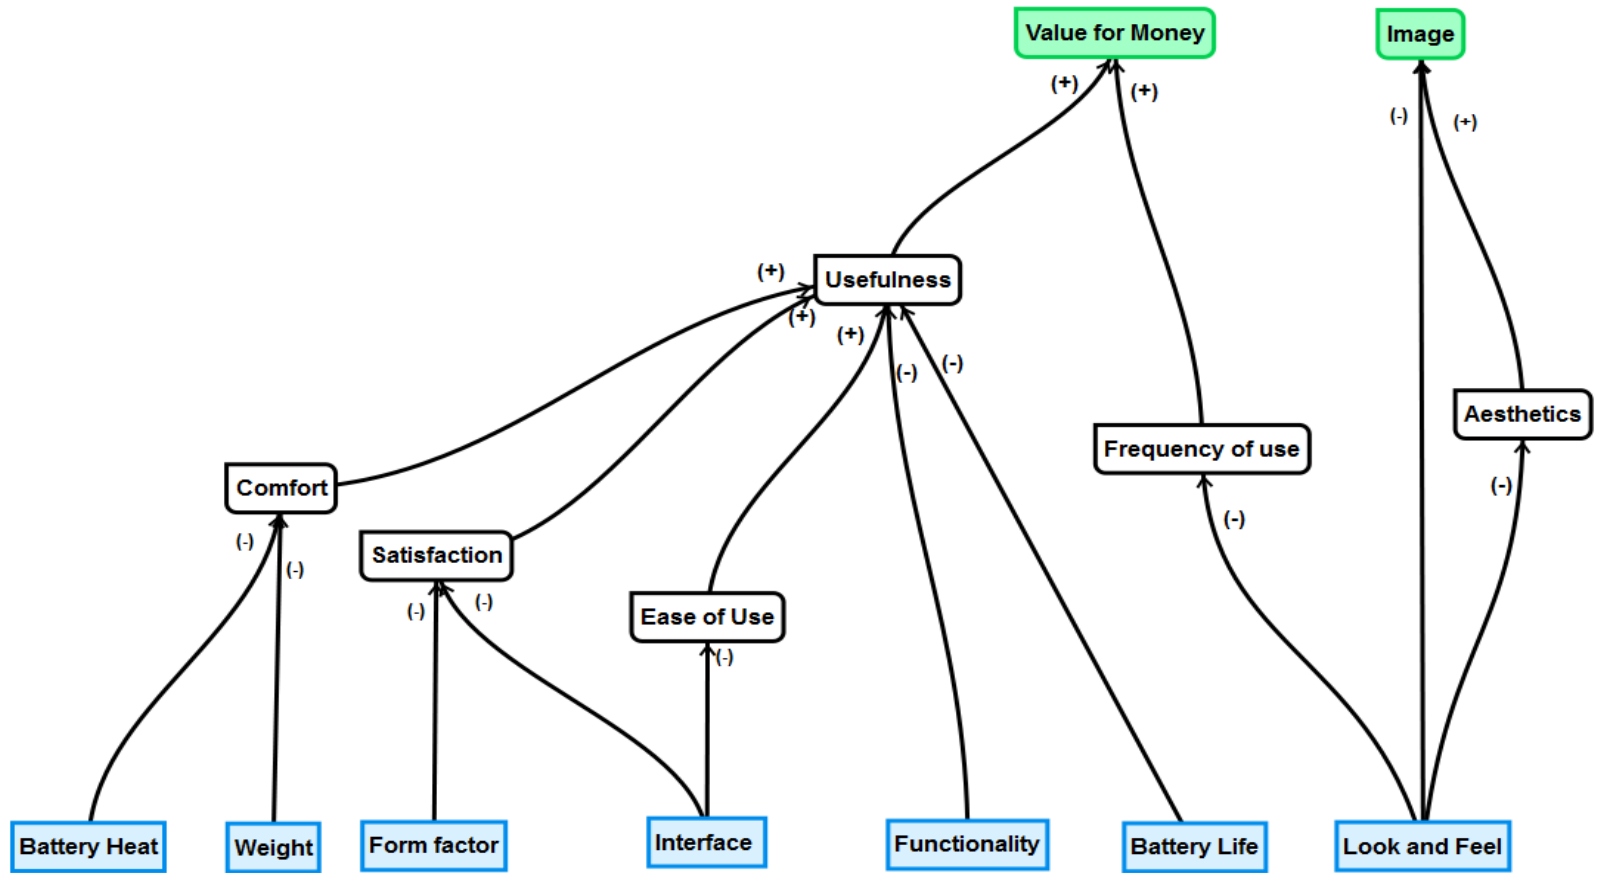 Value for Money
Image
(+)
(+)
(-)
(+)
Usefulness
(+)
(+)
(+)
(-)
(-)
Aesthetics
Frequency of use
Comfort
(-)
(-)
(-)
(-)
Satisfaction
(-)
(-)
Ease of Use
(-)
Battery Heat
Weight
Form factor
Interface
Functionality
Battery Life
Look and Feel